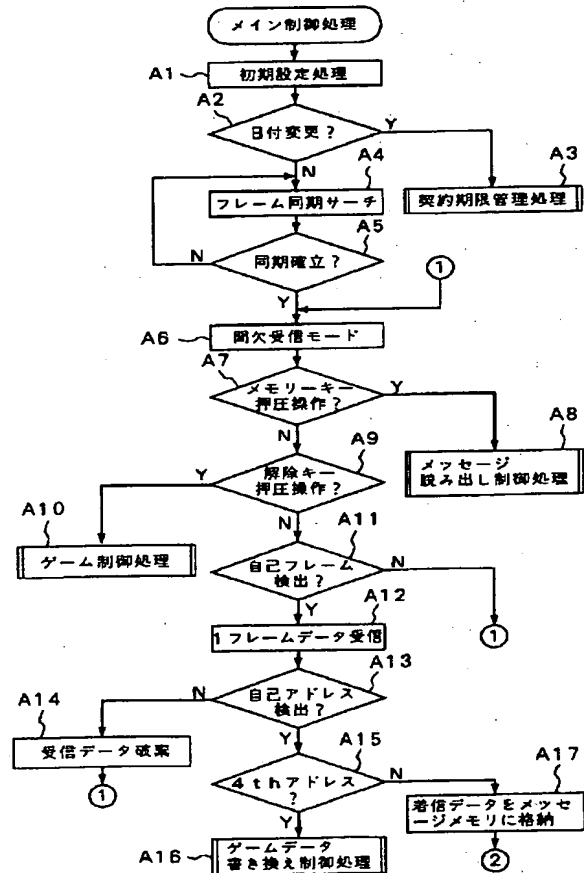 メイン制御処理
A1
初期設定処理
A2
日付変更?
Y
N
A4
A3
フレーム同期サーチ
契約期限管理処理
A5
N
同期確立?
①
Y
A6
間欠受信モード
A7
メモリーキー
押圧操作?
Y
N
A8
A9
メッセージ
読み出し制御処理
Y
解除キー
押圧操作?
A10
N
A11
ゲーム制御処理
自己フレーム
検出?
N
Y
A12
①
1フレームデータ受信
A13
N
自己アドレス
検出?
A14
Y
A15
受信データ破棄
A17
①
4thアドレス
?
N
着信データをメッセ
ージメモリに格納
Y
A16
ゲームデータ
書き換え制御処理
②